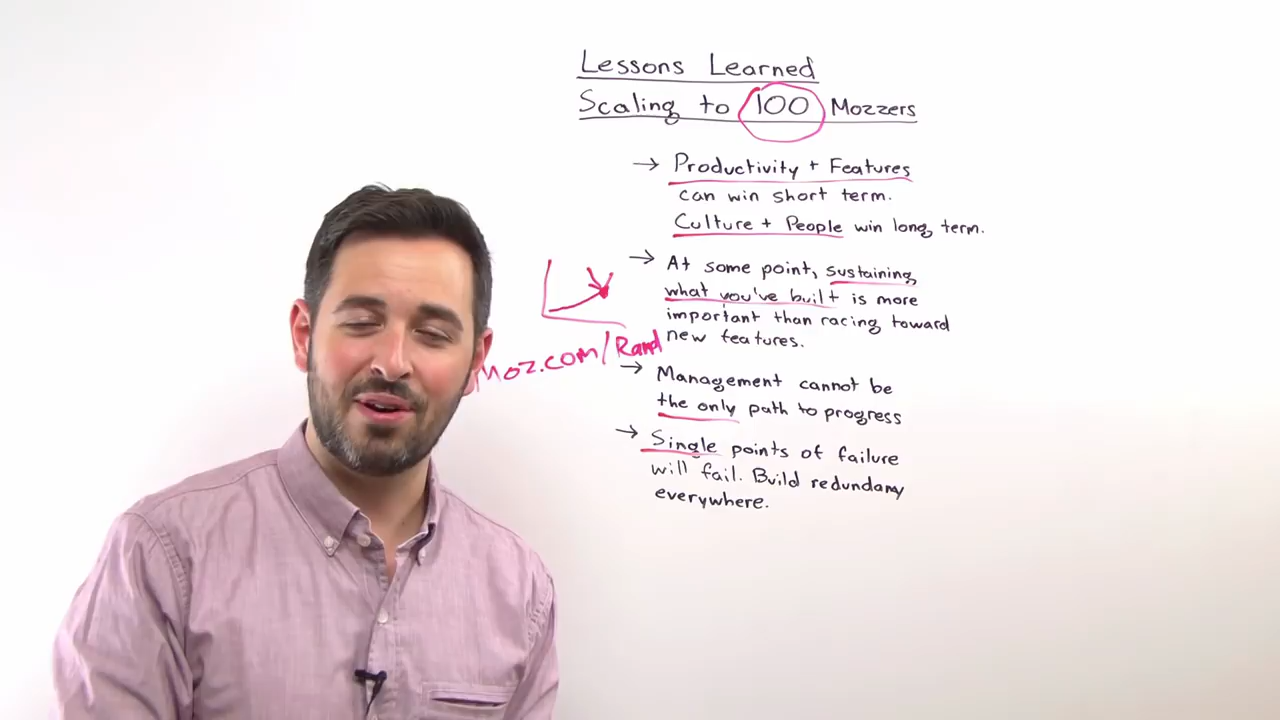 Lessons Learned
Scaling to 100 Mozzers
→ Productivity + Features
can win short term.
Culture + People win long term.
→ At some point, sustaining
what you've built is more
important than racing toward
new features.
Moz.com/Rand
→ Management cannot be
the only path to progress
→ Single points of failure
will fail. Build redundancy
everywhere.